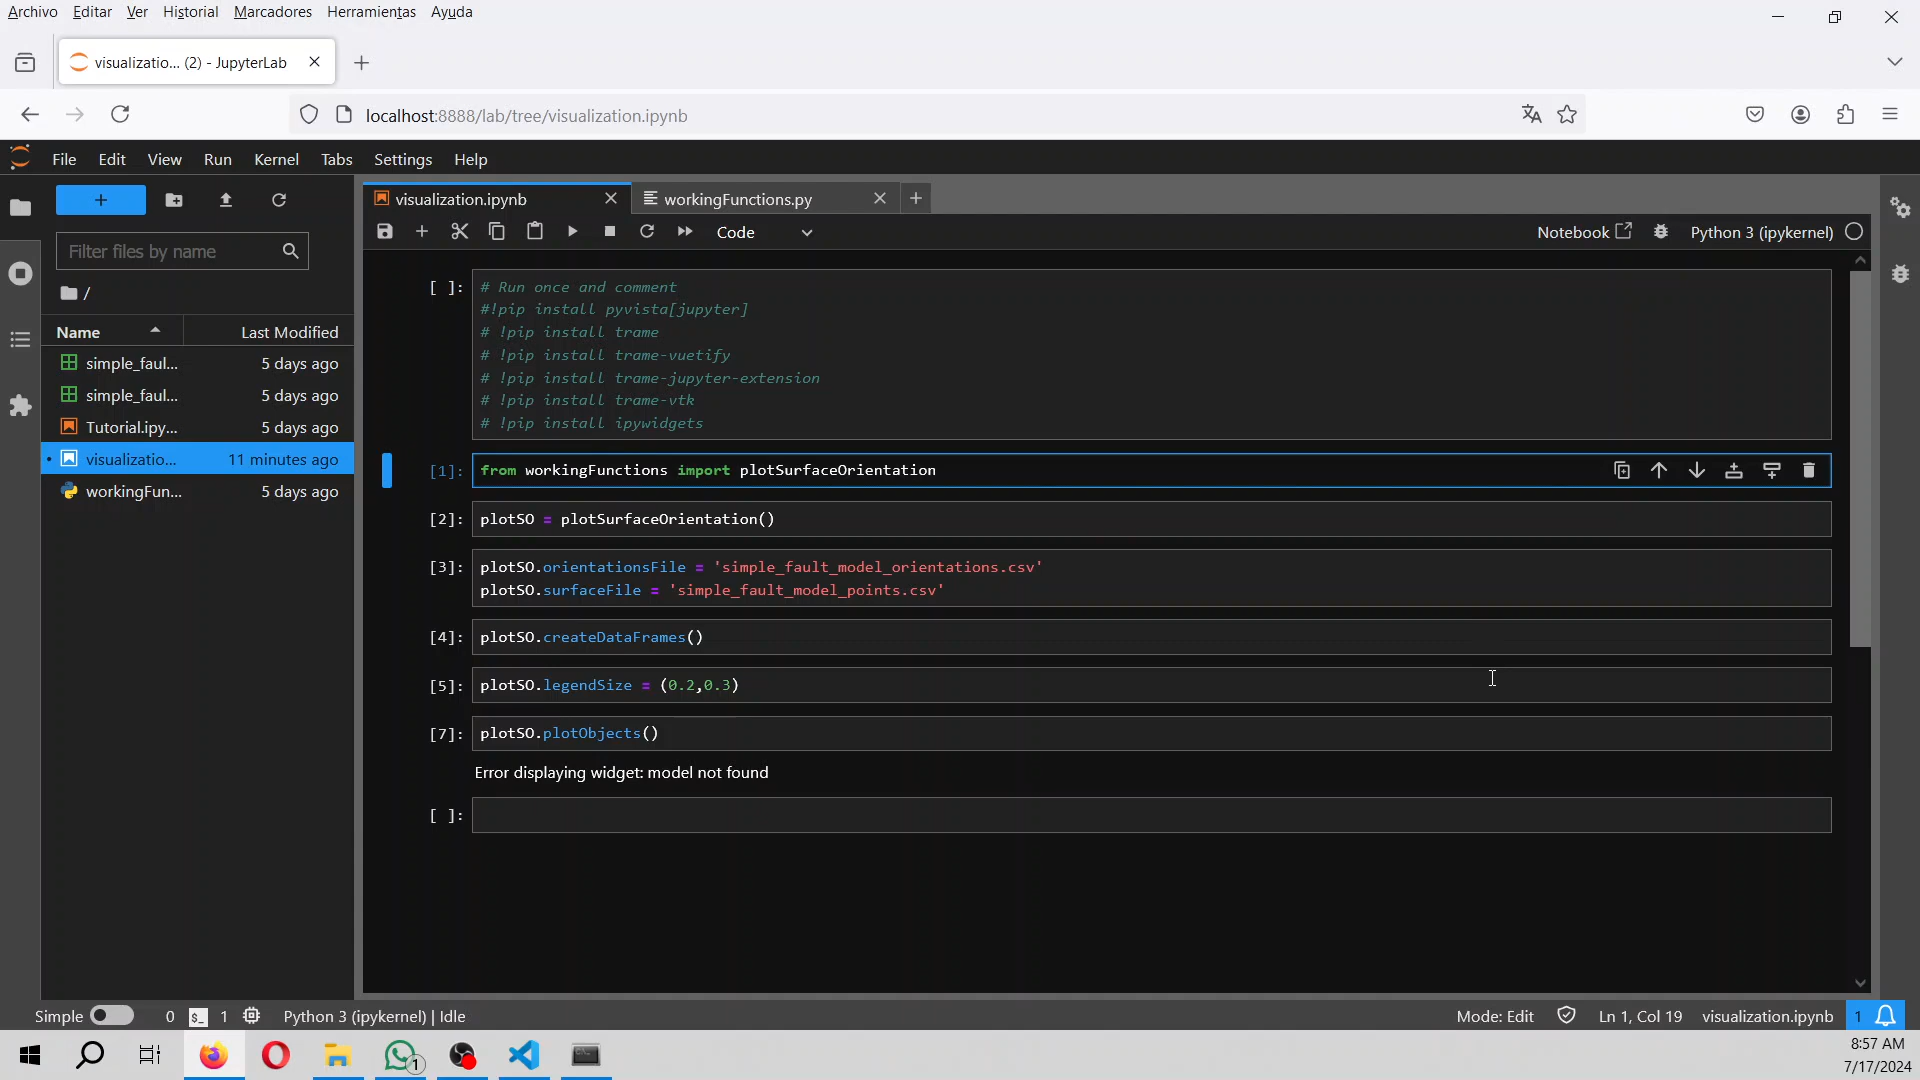 Archivo Editar Ver Historial Marcadores Herramientas Ayuda
visualizatio... (2) - JupyterLab
localhost:8888/lab/tree/visualization.ipynb
File Edit View Run Kernel Tabs Settings Help
visualization.ipynb
workingFunctions.py
Code
Notebook
Python 3 (ipykernel)
Filter files by name
/
Name
Last Modified
simple_faul... 5 days ago
simple_faul... 5 days ago
Tutorial.ipy... 5 days ago
visualizatio... 11 minutes ago
workingFun... 5 days ago
[ ]: # Run once and comment
#!pip install pyvista[jupyter]
# !pip install trame
# !pip install trame-vuetify
# !pip install trame-jupyter-extension
# !pip install trame-vtk
# !pip install ipywidgets
[1]: from workingFunctions import plotSurfaceOrientation
[2]: plotSO = plotSurfaceOrientation()
[3]: plotSO.orientationsFile = 'simple_fault_model_orientations.csv'
plotSO.surfaceFile = 'simple_fault_model_points.csv'
[4]: plotSO.createDataFrames()
[5]: plotSO.legendSize = (0.2,0.3)
[7]: plotSO.plotObjects()
Error displaying widget: model not found
[ ]:
Simple 0 $_ 1 Python 3 (ipykernel) | Idle
Mode: Edit Ln 1, Col 19 visualization.ipynb 1
1
8:57 AM
7/17/2024